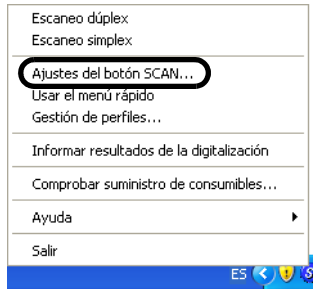 Escaneo dúplex
Escaneo simplex
Ajustes del botón SCAN...
Usar el menú rápido
Gestión de perfiles...
Informar resultados de la digitalización
Comprobar suministro de consumibles...
Ayuda
Salir
ES